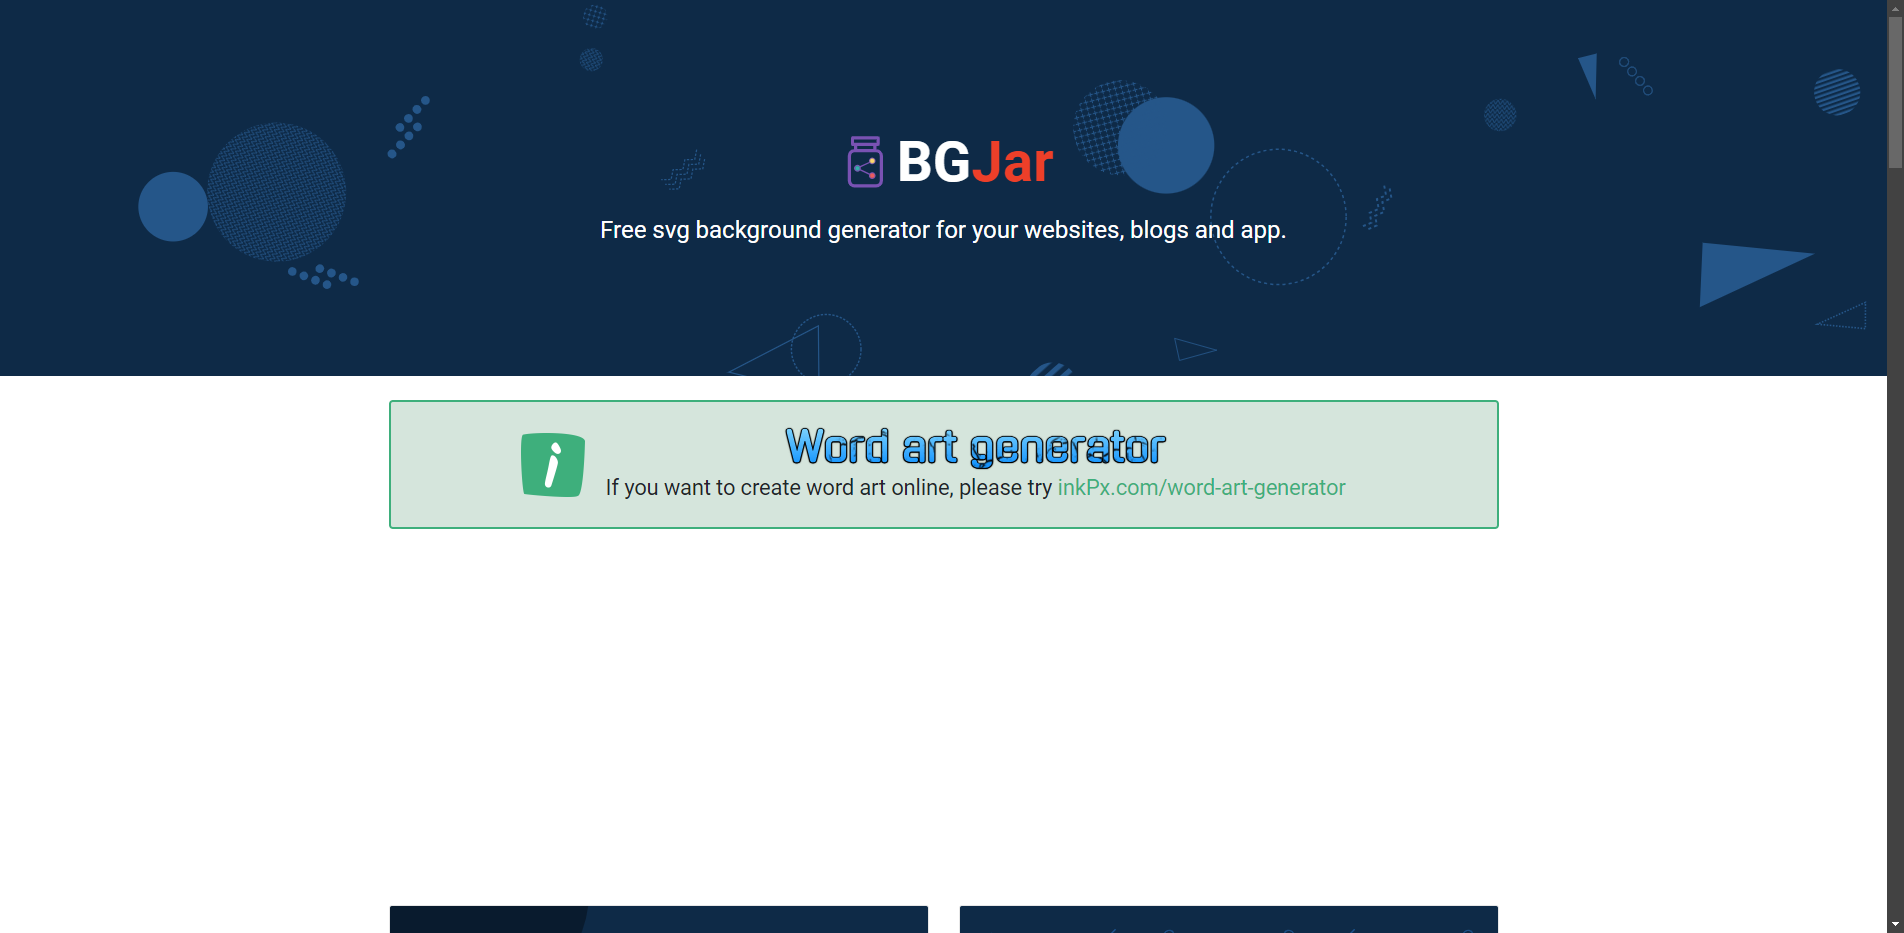 BGJar
Free svg background generator for your websites, blogs and app.
Word art generator
If you want to create word art online, please try inkPx.com/word-art-generator